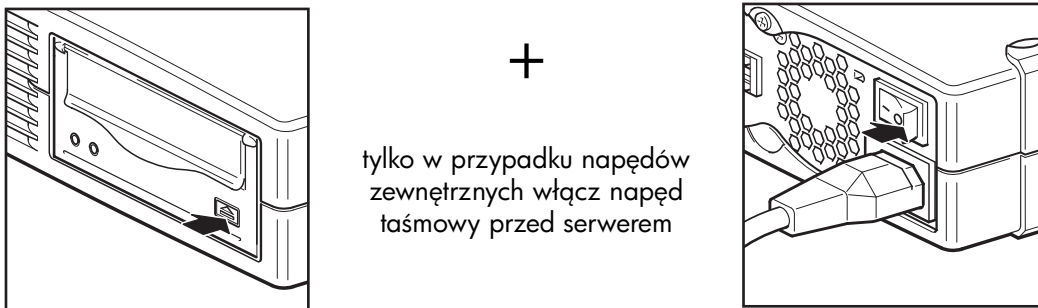 +
tylko w przypadku napędów
zewnętrznych włącz napęd
taśmowy przed serwerem